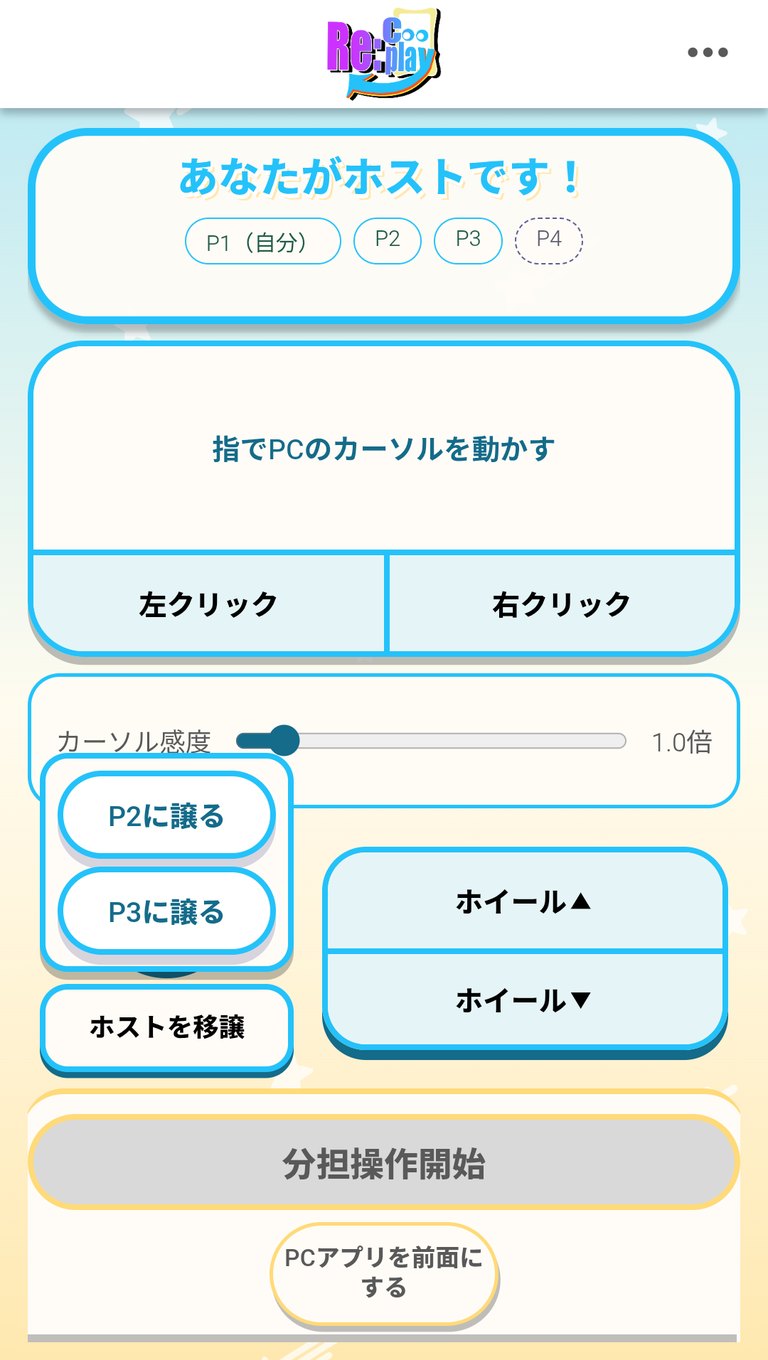 Re:Coo
play
あなたがホストです！
P1（自分） P2 P3 P4
指でPCのカーソルを動かす
左クリック 右クリック
カーソル感度 1.0倍
P2に譲る
P3に譲る
ホイール▲
ホイール▼
ホストを移譲
分担操作開始
PCアプリを前面に
する